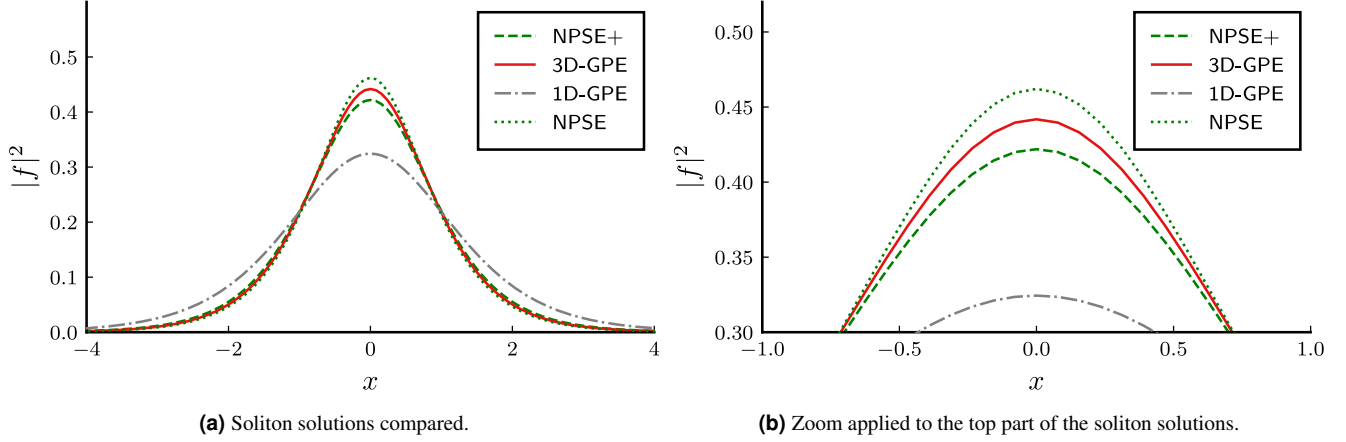 |f|²
0.5
0.4
0.3
0.2
0.1
0.0
−4
−2
0
2
4
x
NPSE+
3D-GPE
1D-GPE
NPSE
(a) Soliton solutions compared.
|f|²
0.50
0.45
0.40
0.35
0.30
−1.0
−0.5
0.0
0.5
1.0
x
NPSE+
3D-GPE
1D-GPE
NPSE
(b) Zoom applied to the top part of the soliton solutions.